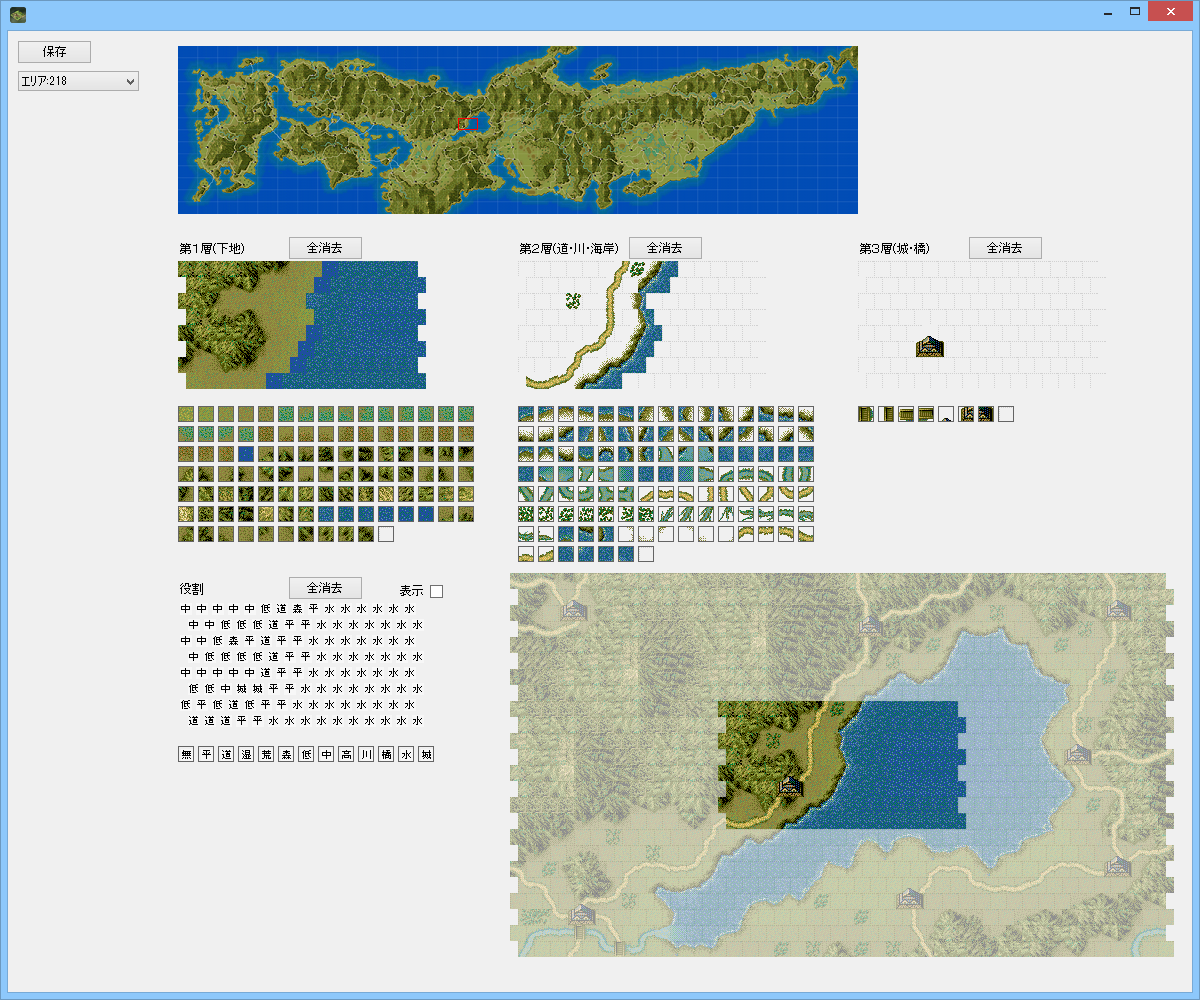 保存
エリア:218
第1層(下地)
全消去
第2層(道・川・海岸)
全消去
第3層(城・橋)
全消去
役割
全消去
表示
中中中中中低道森平水水水水水水
中中低低低道平平水水水水水水水
中中低森平道平平水水水水水水水
中低低低低道平平水水水水水水水
中中中中中道平平水水水水水水水
低低中城城平平水水水水水水水水
低平低道低平平水水水水水水水水
道道道平平水水水水水水水水水水
無平道湿荒森低中高川橋水城